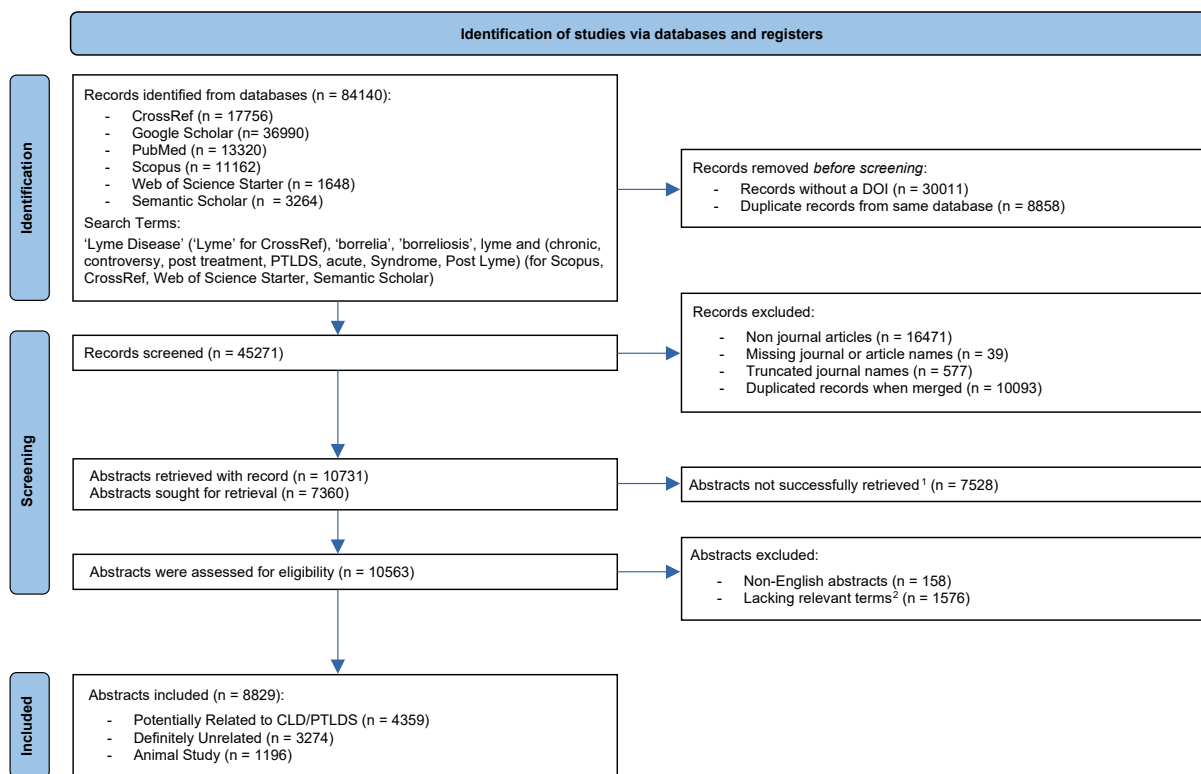 Identification of studies via databases and registers
Identification
Records identified from databases (n = 84140):
- CrossRef (n = 17756)
- Google Scholar (n= 36990)
- PubMed (n = 13320)
- Scopus (n = 11162)
- Web of Science Starter (n = 1648)
- Semantic Scholar (n = 3264)
Search Terms:
‘Lyme Disease’ (‘Lyme’ for CrossRef), ‘borrelia’, ’borreliosis’, lyme and (chronic,
controversy, post treatment, PTLDS, acute, Syndrome, Post Lyme) (for Scopus,
CrossRef, Web of Science Starter, Semantic Scholar)
Records removed before screening:
- Records without a DOI (n = 30011)
- Duplicate records from same database (n = 8858)
Screening
Records screened (n = 45271)
Records excluded:
- Non journal articles (n = 16471)
- Missing journal or article names (n = 39)
- Truncated journal names (n = 577)
- Duplicated records when merged (n = 10093)
Abstracts retrieved with record (n = 10731)
Abstracts sought for retrieval (n = 7360)
Abstracts not successfully retrieved ¹ (n = 7528)
Abstracts were assessed for eligibility (n = 10563)
Abstracts excluded:
- Non-English abstracts (n = 158)
- Lacking relevant terms² (n = 1576)
Included
Abstracts included (n = 8829):
- Potentially Related to CLD/PTLDS (n = 4359)
- Definitely Unrelated (n = 3274)
- Animal Study (n = 1196)